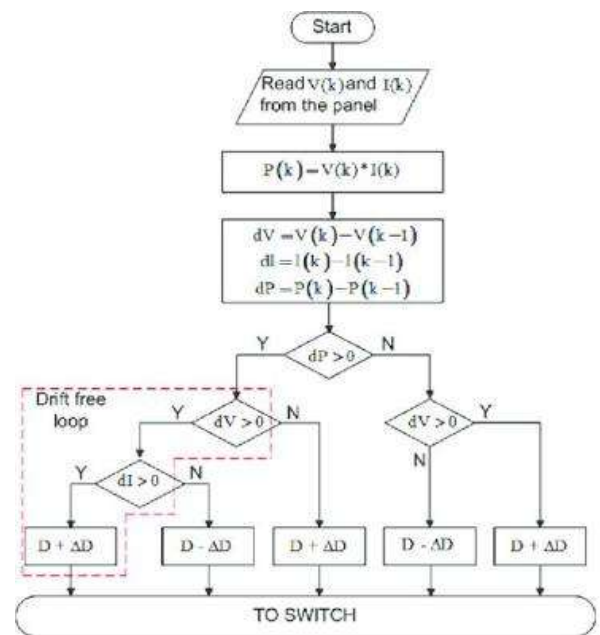 Start
Read V(k) and I(k)
from the panel
P(k)=V(k)*I(k)
dV=V(k)-V(k-1)
dI=I(k)-I(k-1)
dP=P(k)-P(k-1)
Y
dP>0
N
Drift free
loop
Y
dV>0
N
dV>0
Y
N
Y
dI>0
N
D + ΔD
D - ΔD
D + ΔD
D - ΔD
D + ΔD
TO SWITCH